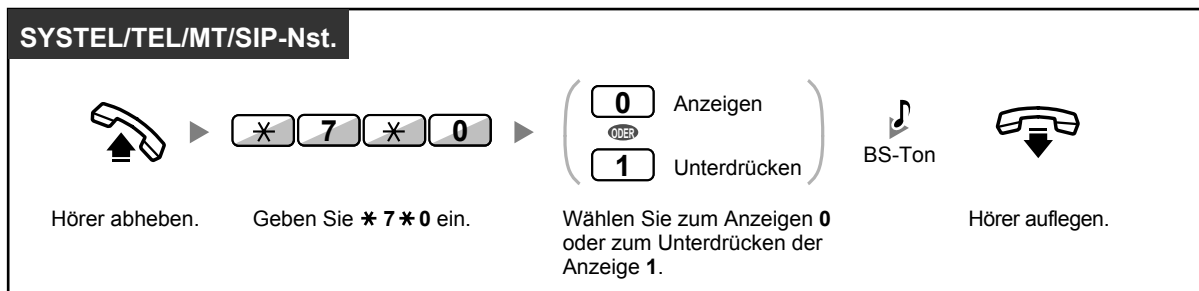 SYSTEL/TEL/MT/SIP-Nst.
0 Anzeigen
✳ 7 ✳ 0
ODER
1 Unterdrücken
BS-Ton
Hörer abheben.
Geben Sie ✳ 7 ✳ 0 ein.
Wählen Sie zum Anzeigen 0
oder zum Unterdrücken der
Anzeige 1.
Hörer auflegen.